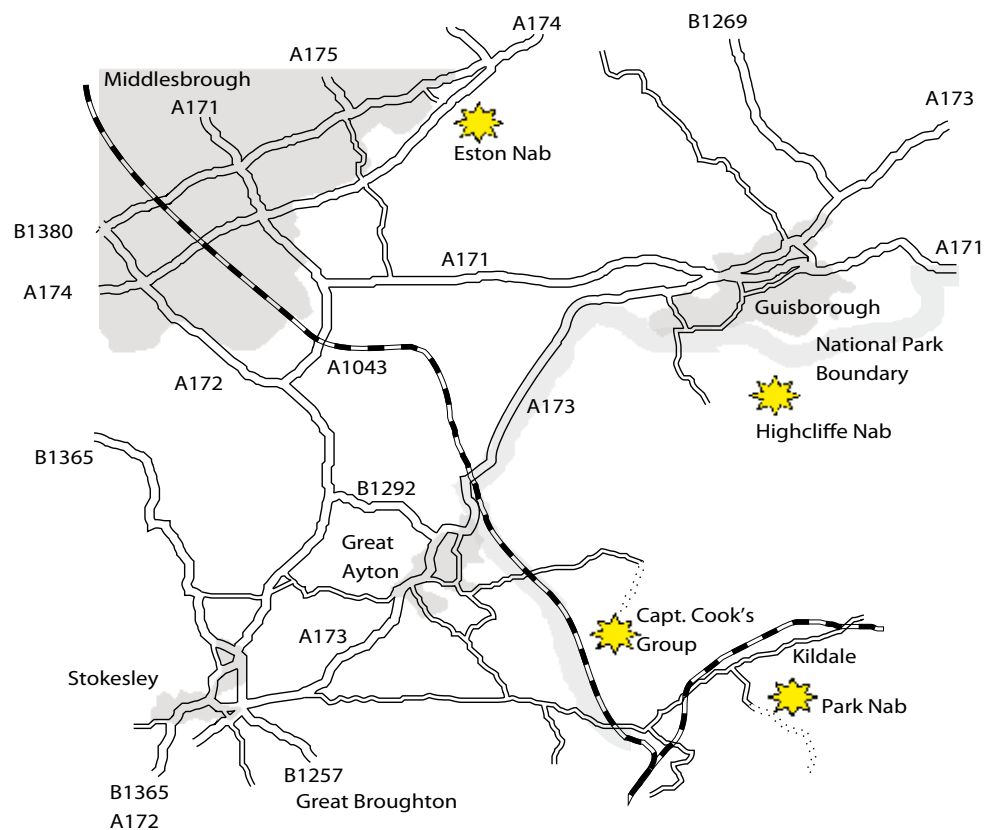 A174
B1269
A175
Middlesbrough
A171
A173
Eston Nab
B1380
A171
A171
A174
Guisborough
National Park
Boundary
A1043
A172
A173
Highcliffe Nab
B1365
B1292
Great
Ayton
Capt. Cook's
Group
A173
Kildale
Stokesley
Park Nab
B1257
Great Broughton
B1365
A172